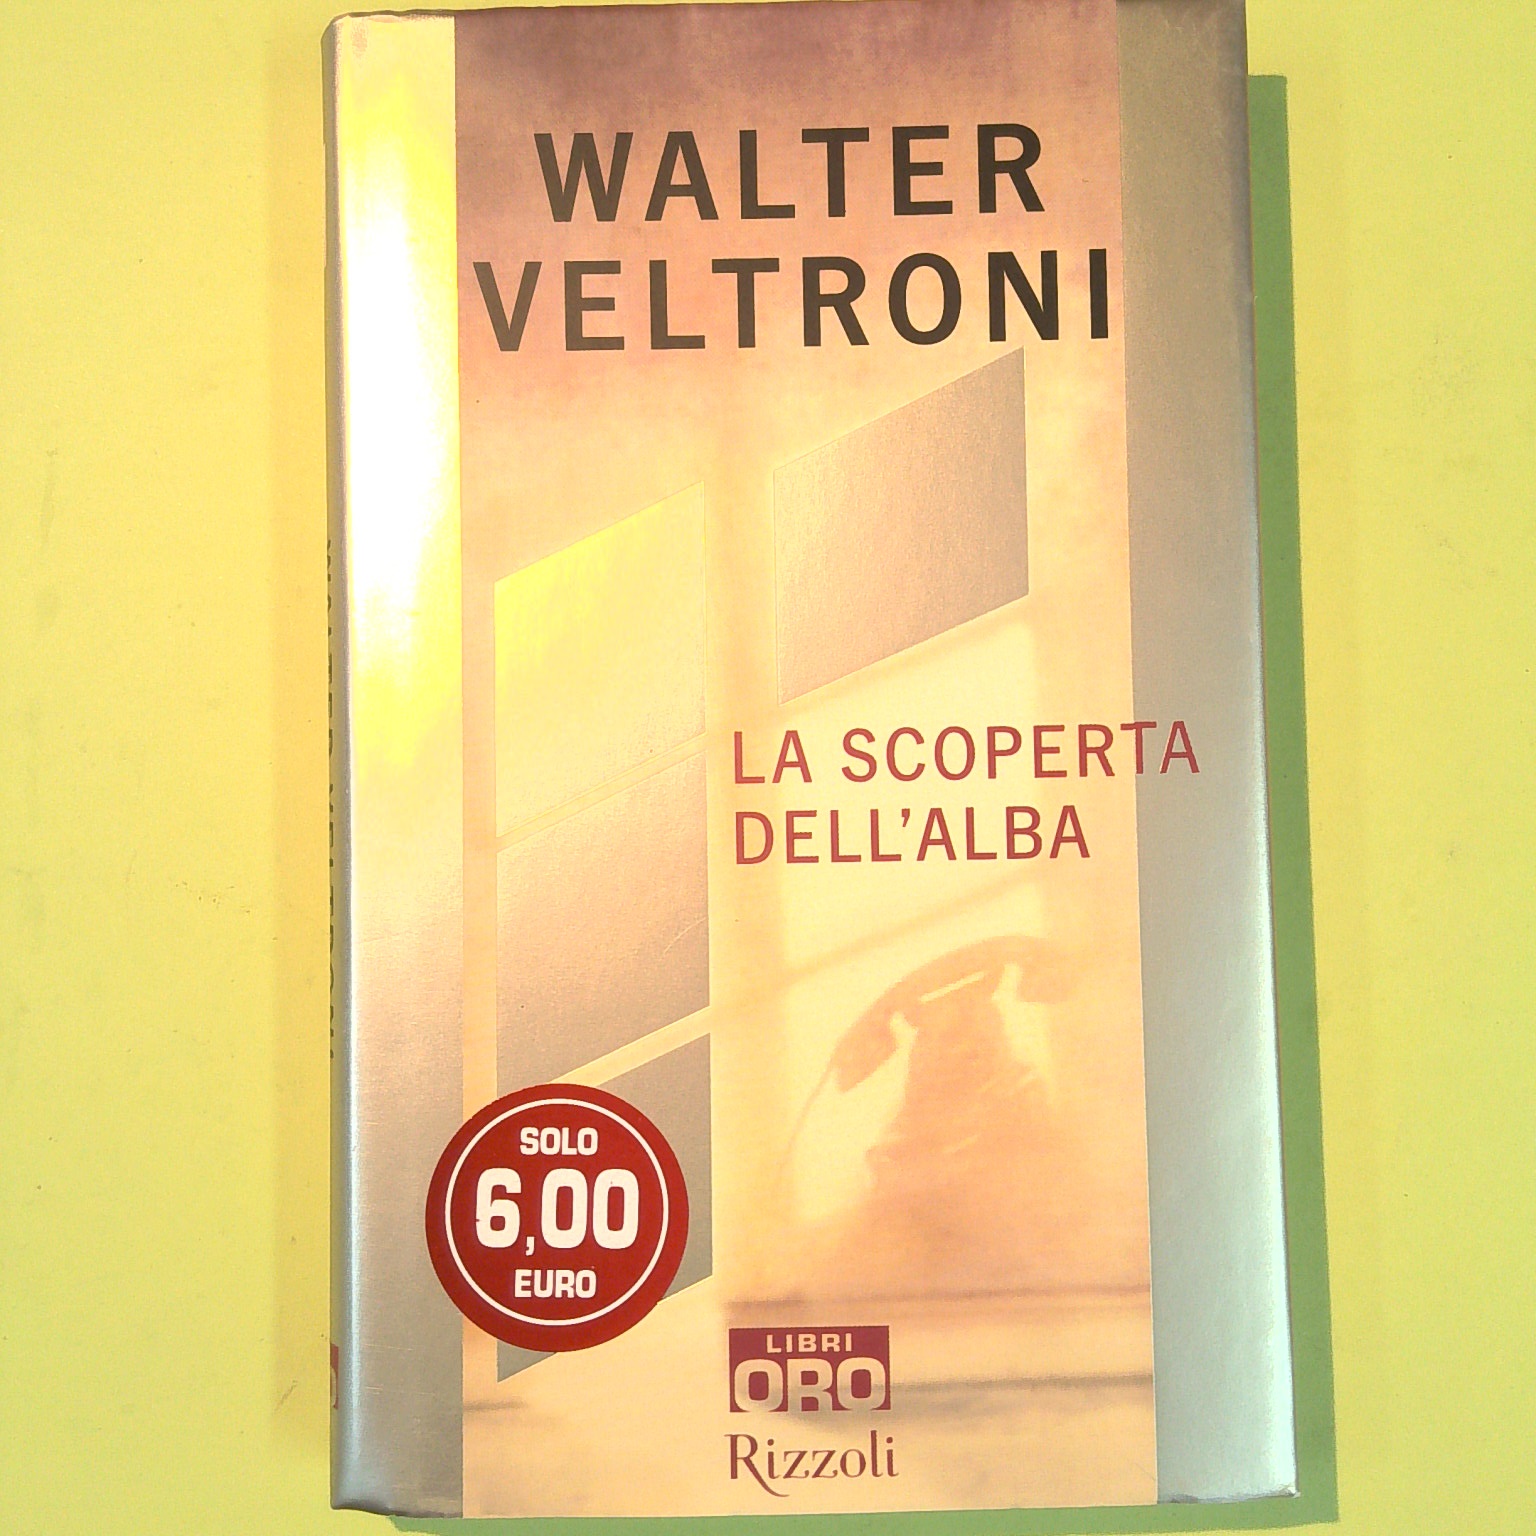 WALTER
VELTRONI
LA SCOPERTA
DELL'ALBA
SOLO
6,00
EURO
LIBRI
ORO
Rizzoli